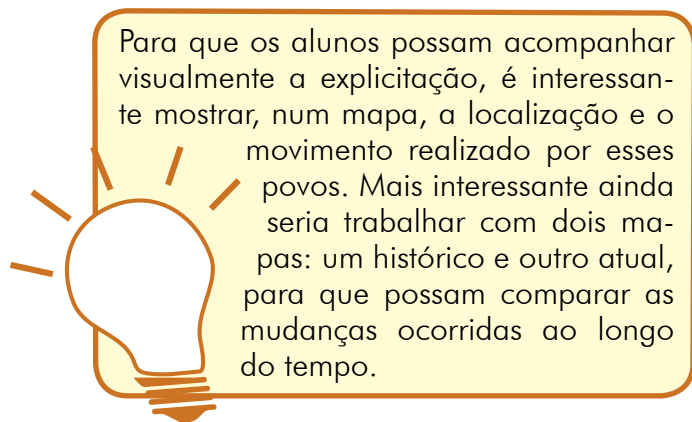 Para que os alunos possam acompanhar
visualmente a explicitação, é interessan-
te mostrar, num mapa, a localização e o
movimento realizado por esses
povos. Mais interessante ainda
seria trabalhar com dois ma-
pas: um histórico e outro atual,
para que possam comparar as
mudanças ocorridas ao longo
do tempo.